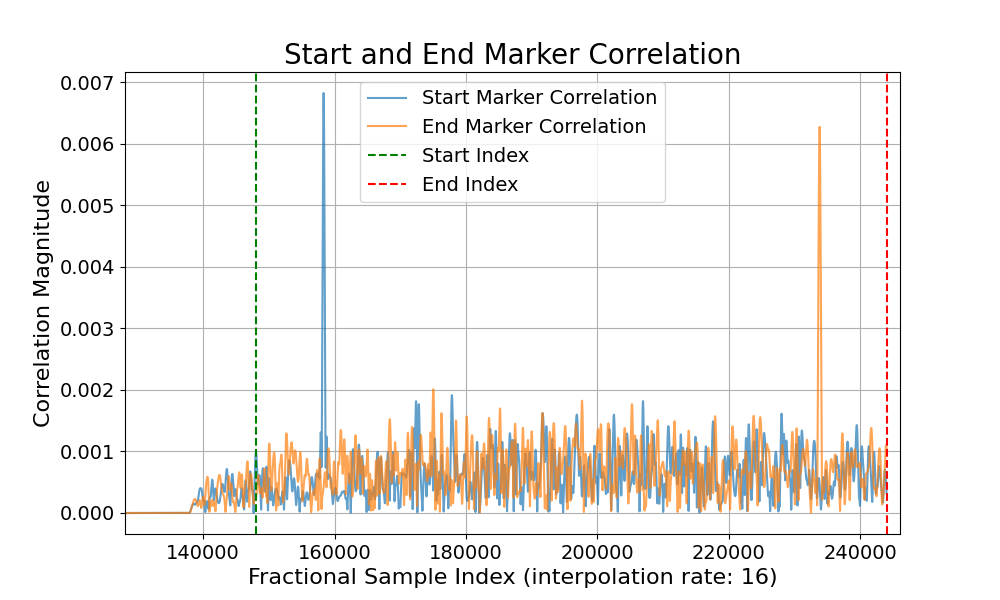 Start and End Marker Correlation
Correlation Magnitude
0.007
0.006
0.005
0.004
0.003
0.002
0.001
0.000
Start Marker Correlation
End Marker Correlation
Start Index
End Index
140000 160000 180000 200000 220000 240000
Fractional Sample Index (interpolation rate: 16)